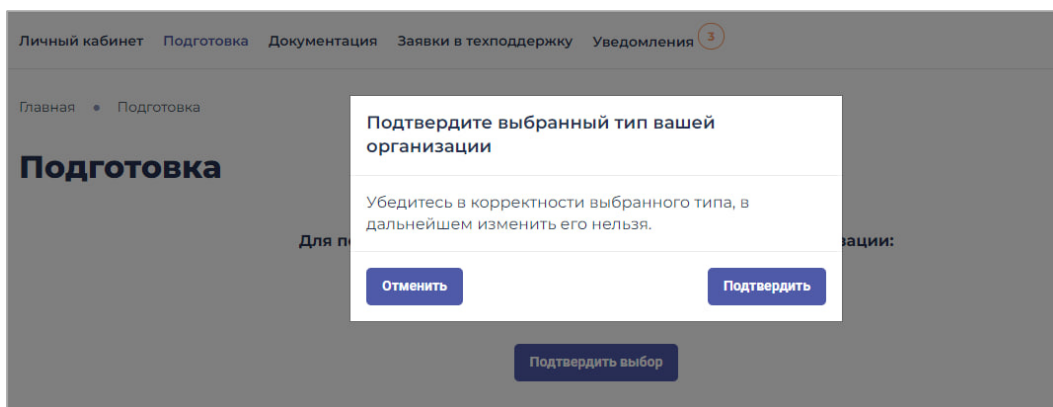 Личный кабинет Подготовка Документация Заявки в техподдержку Уведомления 3
Главная • Подготовка
Подготовка
Подтвердите выбранный тип вашей
организации
Убедитесь в корректности выбранного типа, в
дальнейшем изменить его нельзя.
Для
Отменить Подтвердить
Подтвердить выбор